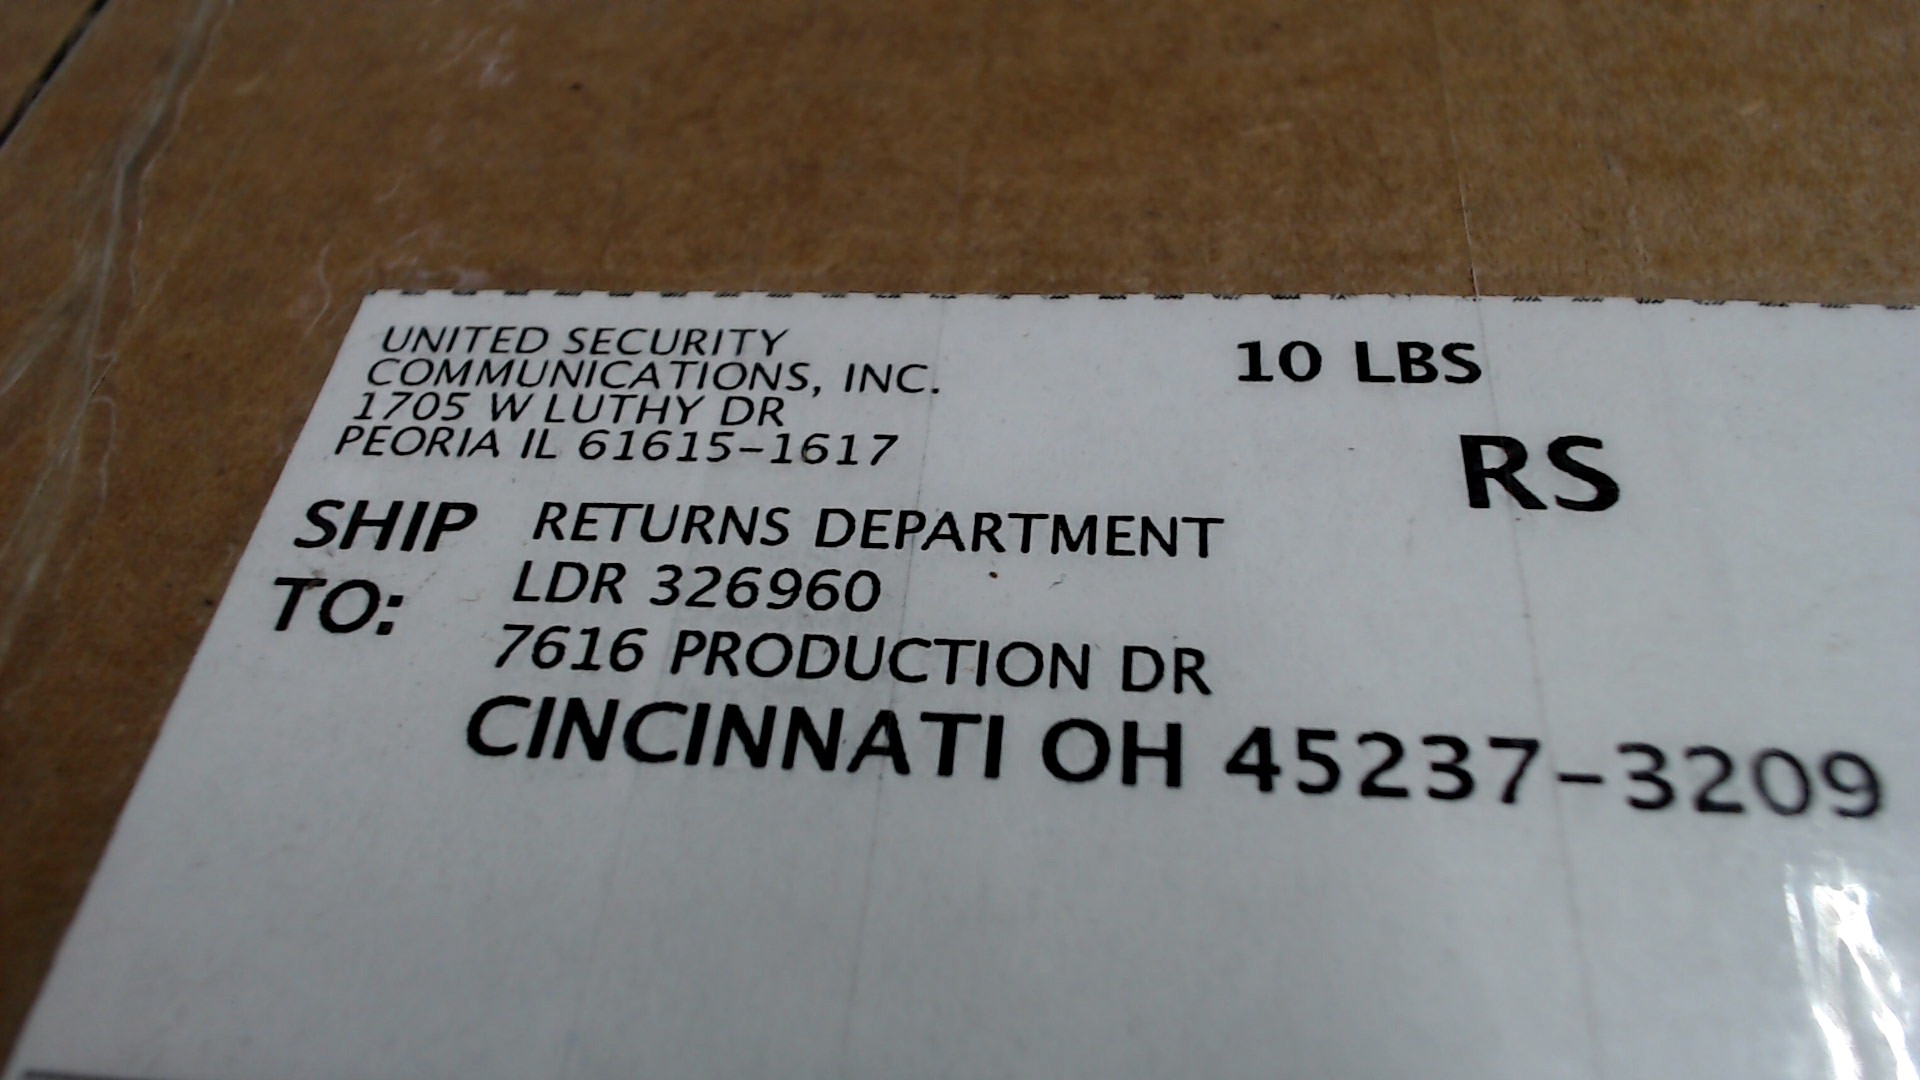 UNITED SECURITY
COMMUNICATIONS, INC.
1705 W LUTHY DR
PEORIA IL 61615-1617
10 LBS
RS
SHIP TO:
RETURNS DEPARTMENT
LDR 326960
7616 PRODUCTION DR
CINCINNATI OH 45237-3209